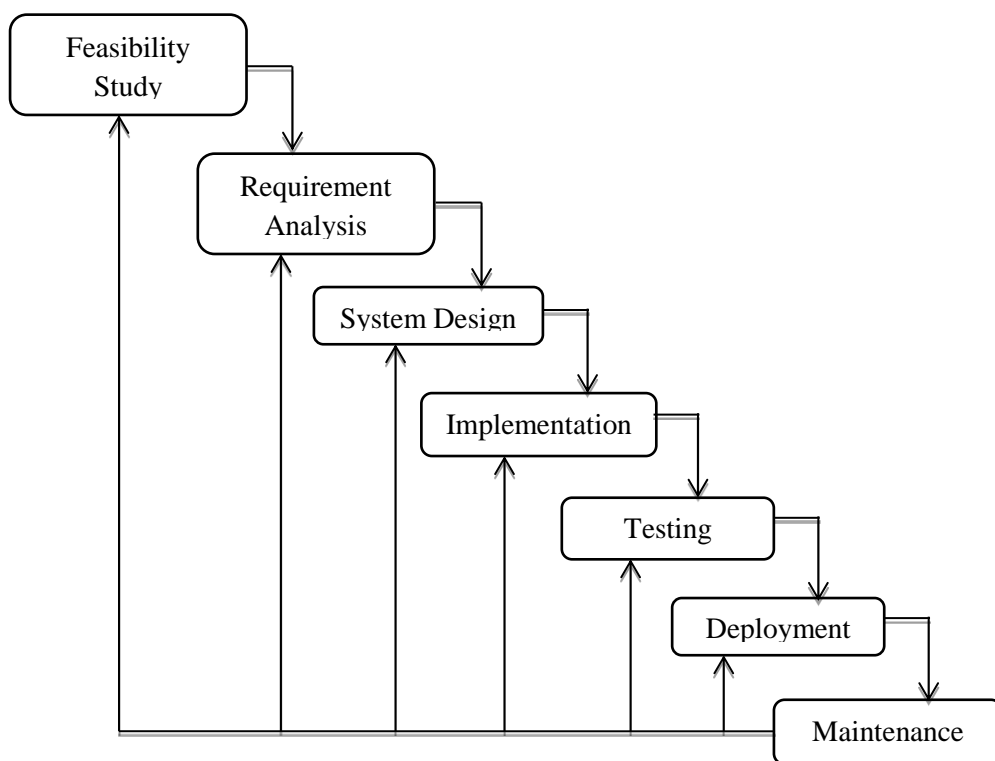 Feasibility
Study
Requirement
Analysis
System Design
Implementation
Testing
Deployment
Maintenance